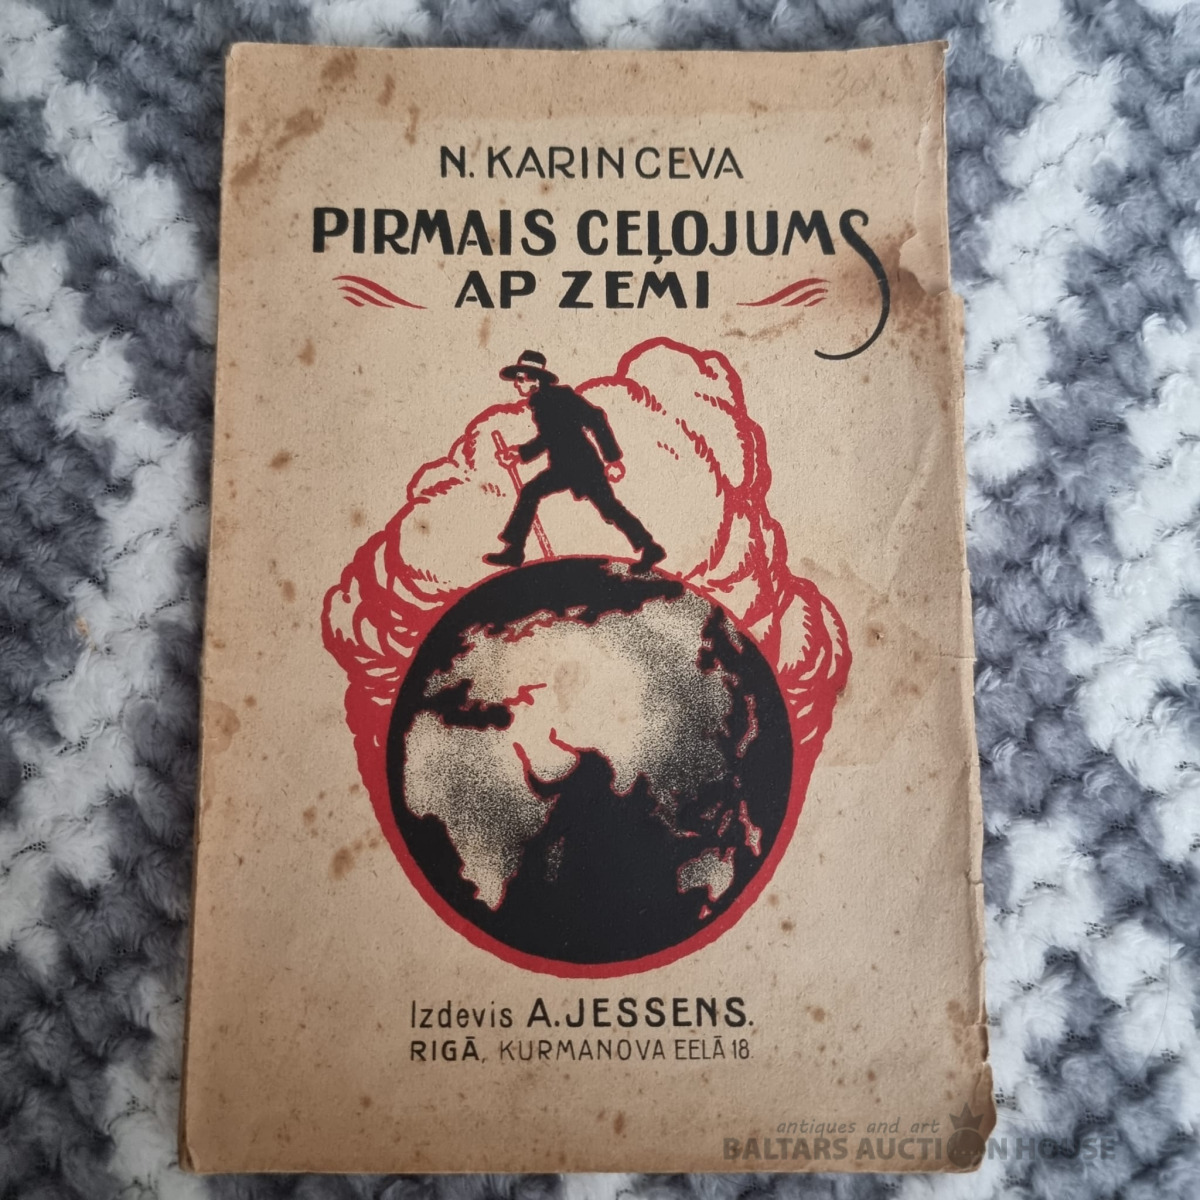 N. KARINCEVA
PIRMAIS CEĻOJUMS
AP ZEMI
Izdevis A.JESSENS.
RIGĀ, KURMANOVA EELĀ 18.
antiques and art
BALTARS AUCTION HOUSE